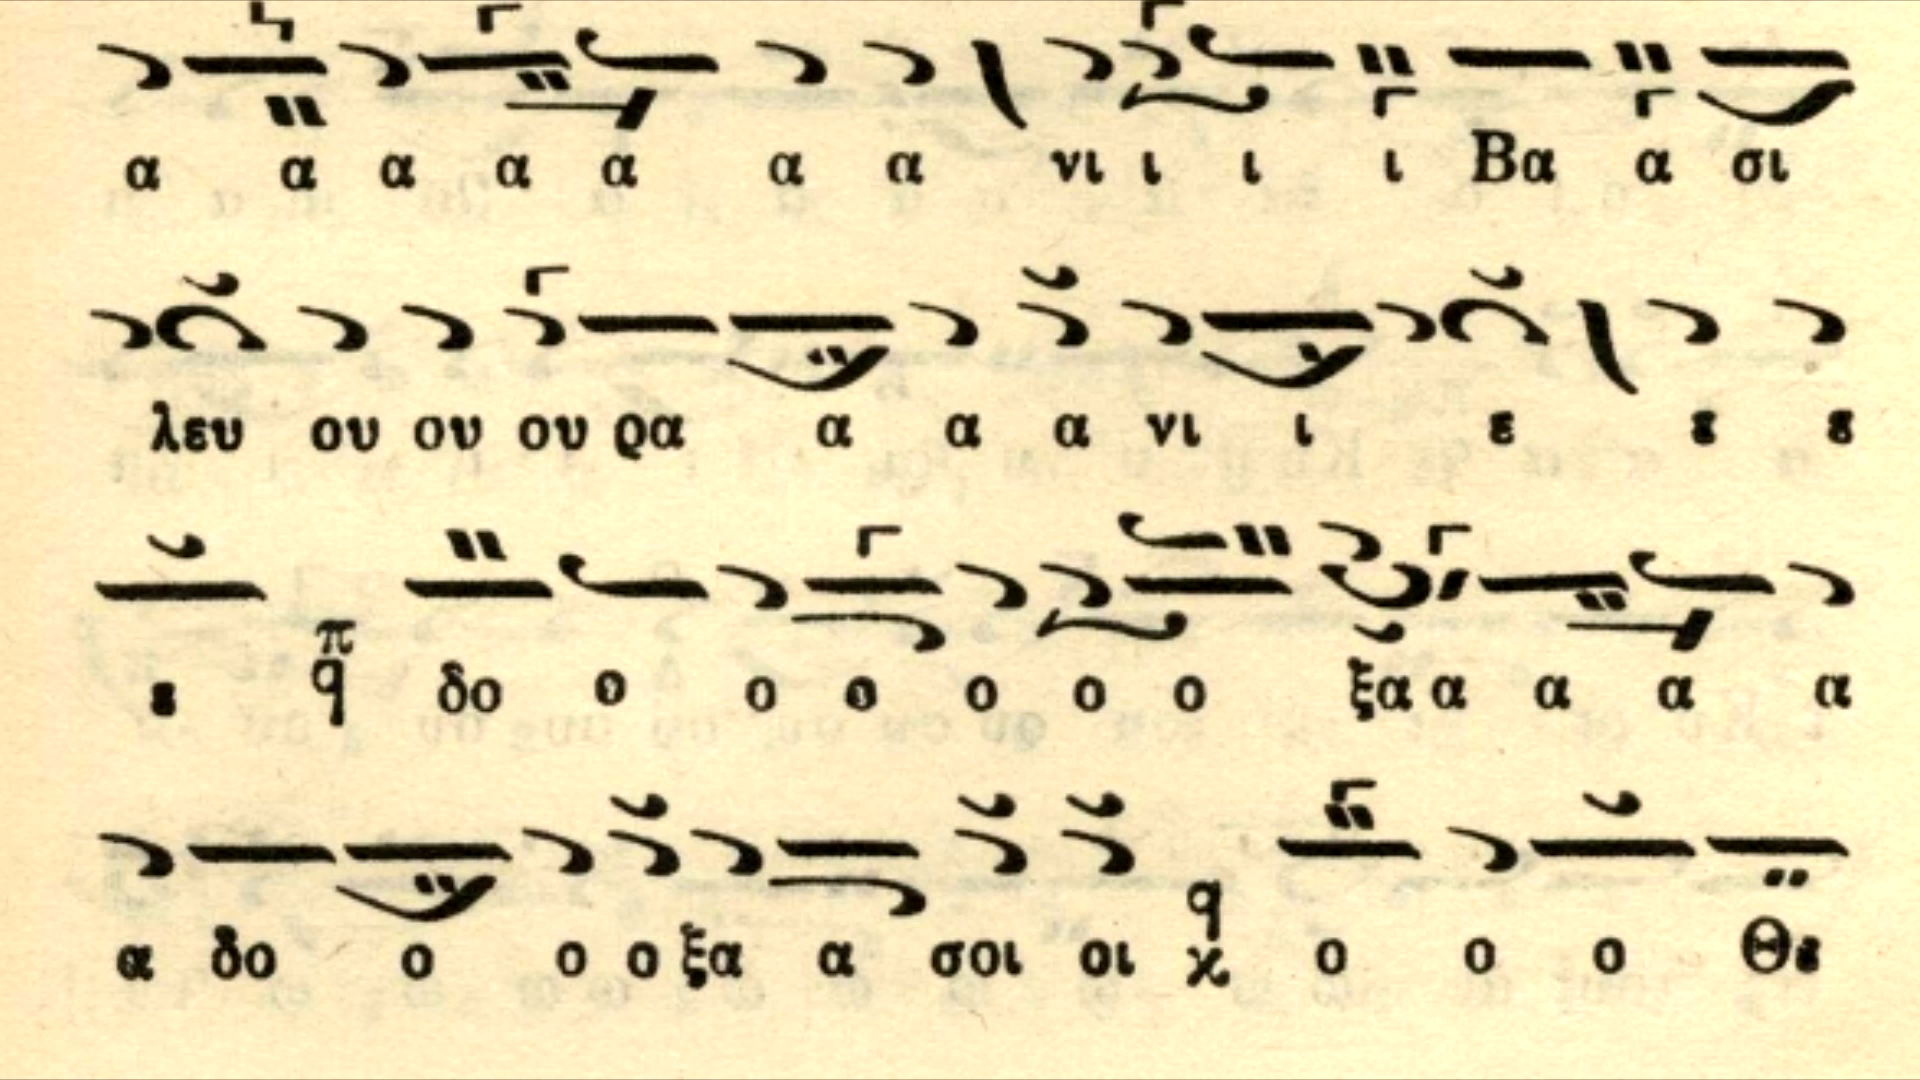 α α α α α α α νι ι ι ι Βα α σι
λευ ου ου ου ρα α α α νι ι ε ε ε
ε π q δο ο ο ο ο ο ο ξα α α α α
α δο ο ο ο ξα α σοι οι q χ ο ο ο Θε